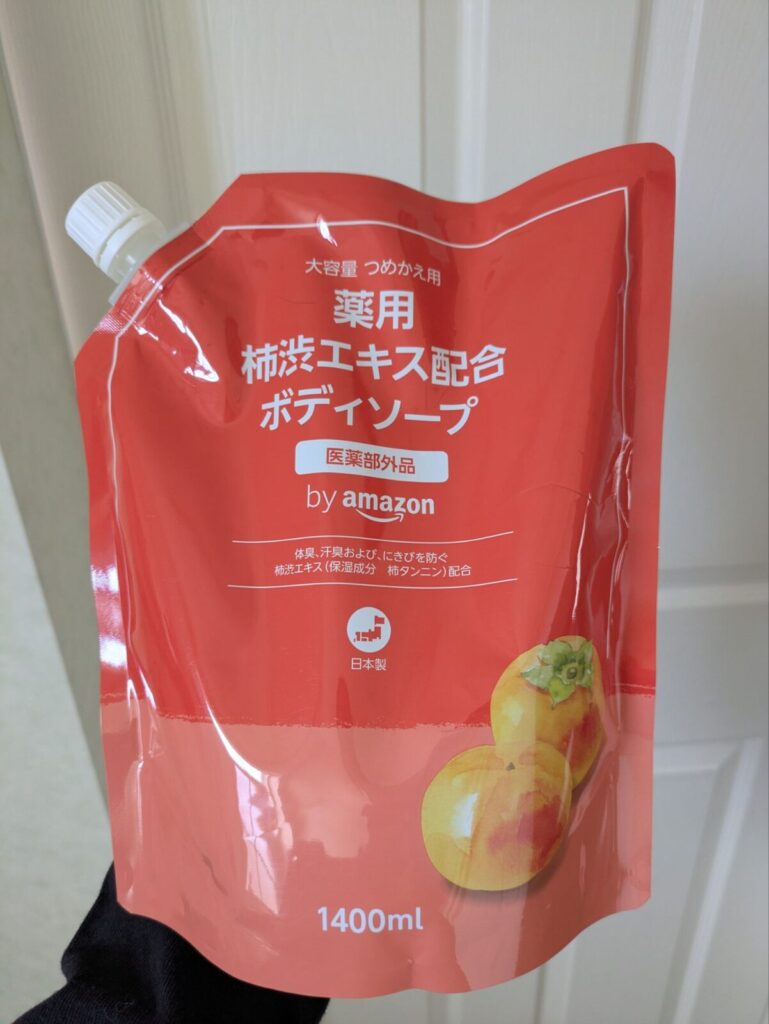 大容量 つめかえ用
薬用
柿渋エキス配合
ボディソープ
医薬部外品
by amazon
体臭、汗臭および、にきびを防ぐ
柿渋エキス(保湿成分 柿タンニン)配合
日本製
1400ml